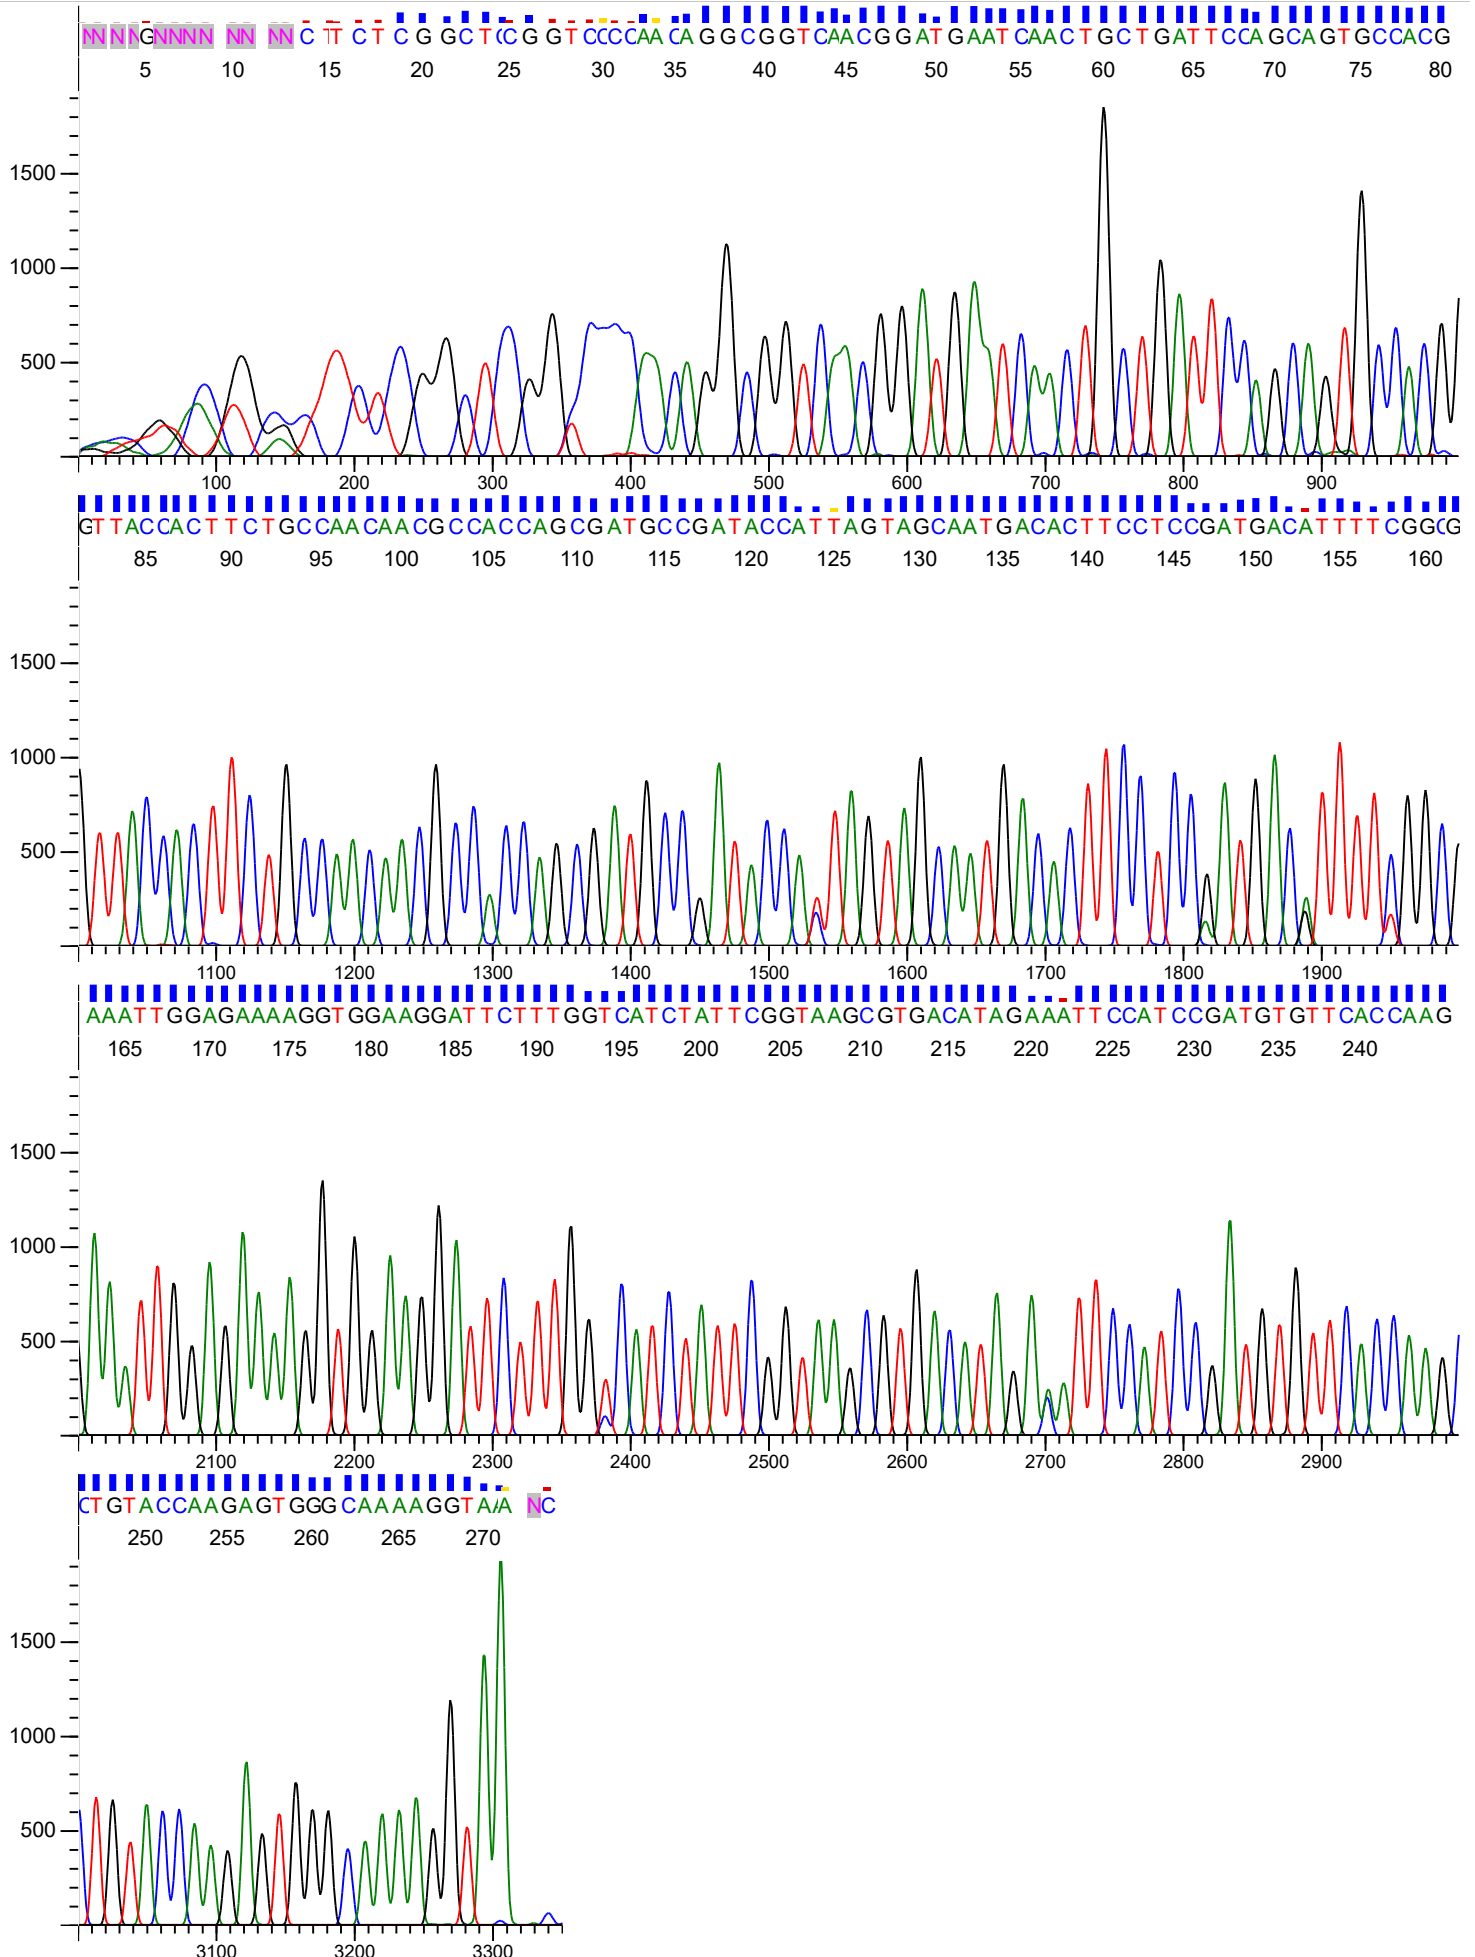 NNNNGNNNN NN NNCTTCTCGGCTCCGGTCCCCAACAGGCGGTCAACGGATGAATCAACTGCTGATTCCAGCAGTGCCACG
5 10 15 20 25 30 35 40 45 50 55 60 65 70 75 80
1500
1000
500
100 200 300 400 500 600 700 800 900
GTTACCACTTCTGCCAACAACGCCACCAGCGATGCCGATACCATTAGTAGCAATGACACTTCCTCCGATGACATTTTCGGCG
85 90 95 100 105 110 115 120 125 130 135 140 145 150 155 160
1500
1000
500
1100 1200 1300 1400 1500 1600 1700 1800 1900
AAATTGGAGAAAAGGTGGAAGGATTCTTTGGTCATCTATTCGGTAAGCGTGACATAGAAATTCCATCCGATGTGTTCACCAAG
165 170 175 180 185 190 195 200 205 210 215 220 225 230 235 240
1500
1000
500
2100 2200 2300 2400 2500 2600 2700 2800 2900
CTGTACCAAGAGTGGGCAAAAGGTAAA NC
250 255 260 265 270
1500
1000
500
3100 3200 3300